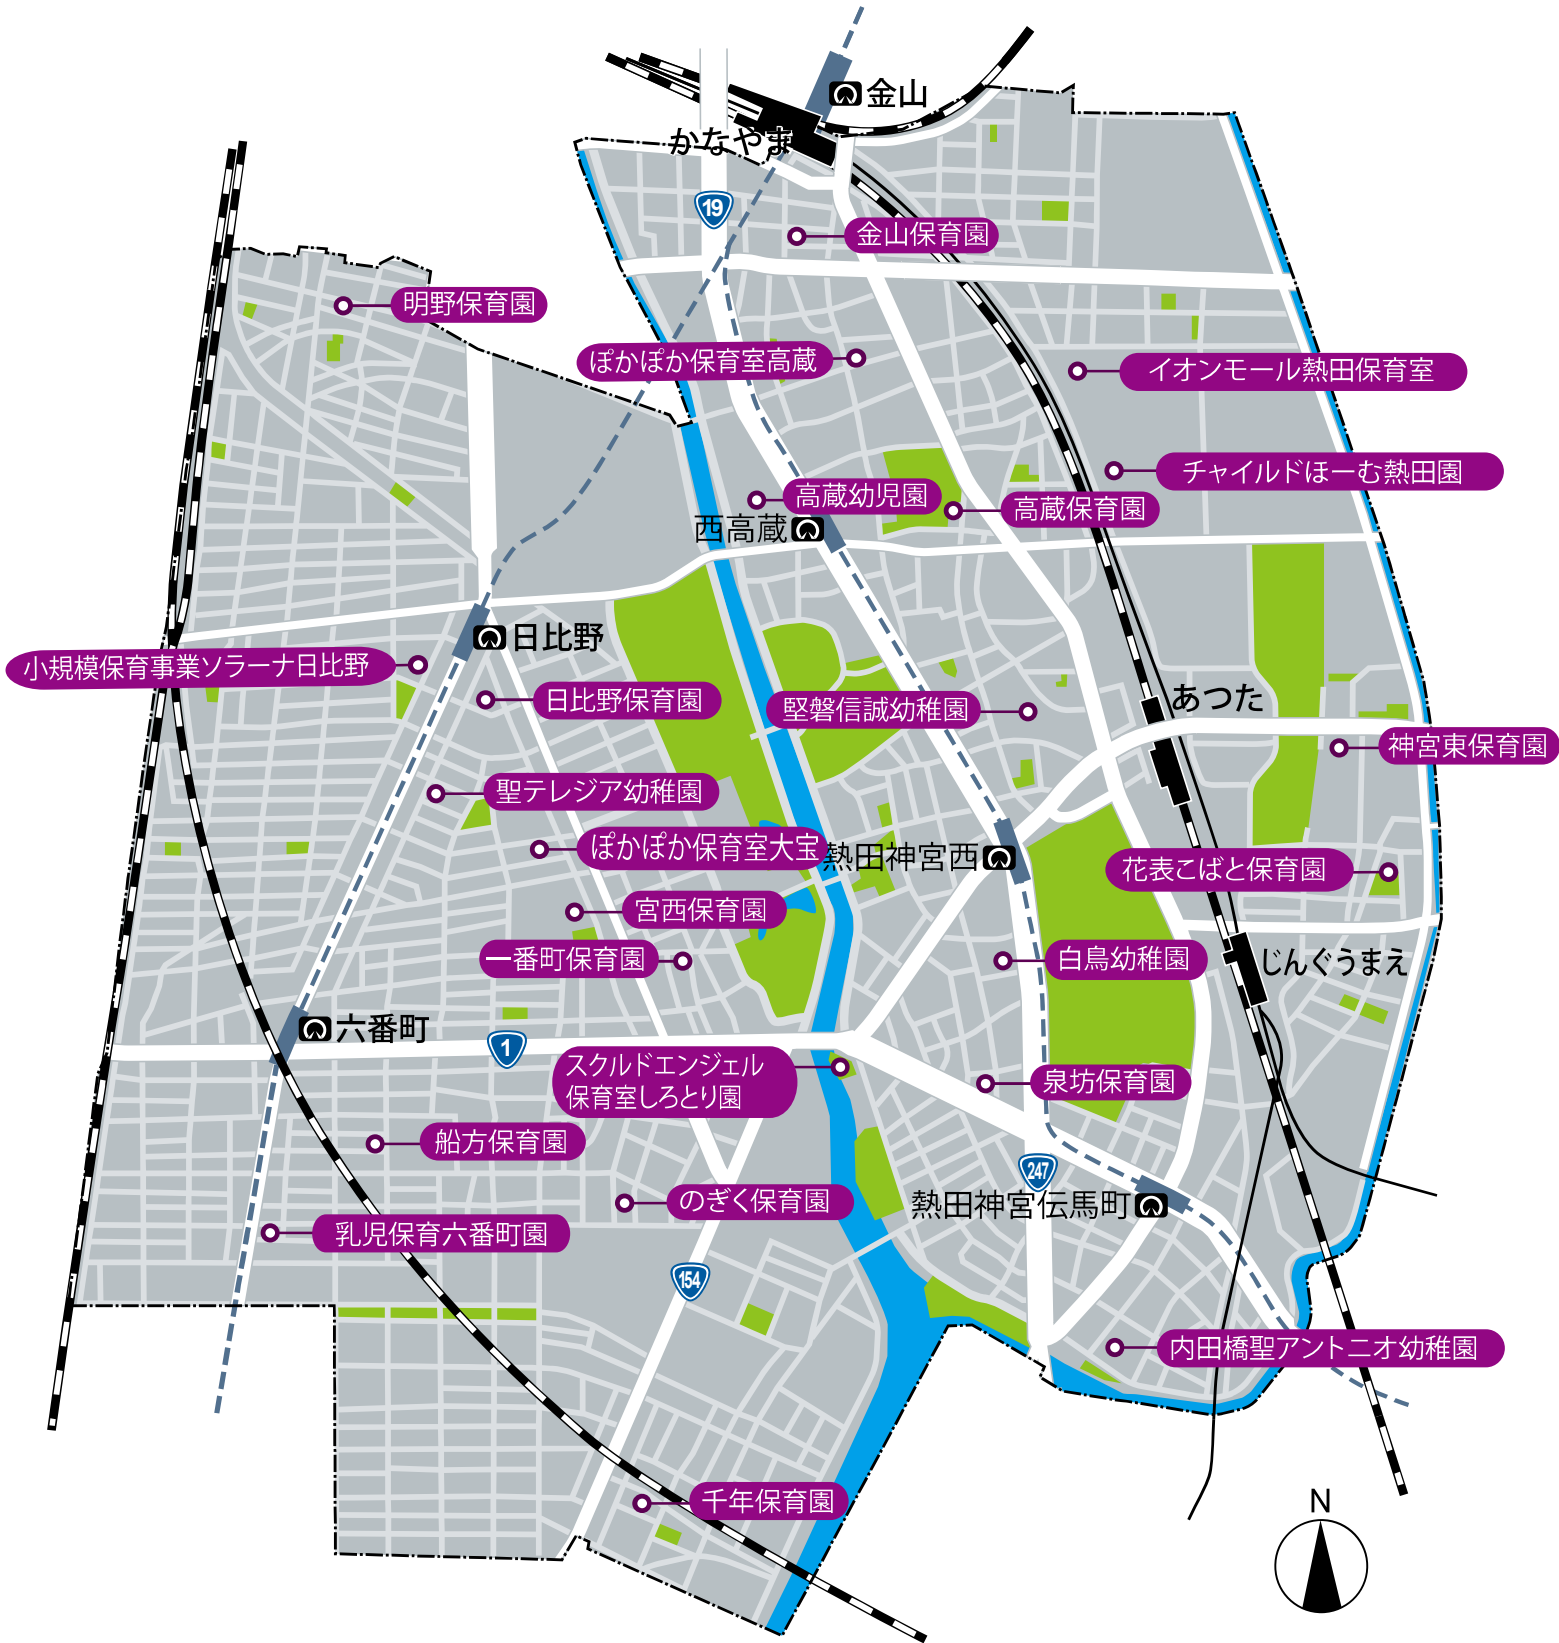 金山
かなやま
19
金山保育園
明野保育園
ぽかぽか保育室高蔵
イオンモール熱田保育室
チャイルドほーむ熱田園
高蔵幼児園
高蔵保育園
西高蔵
日比野
小規模保育事業ソラーナ日比野
日比野保育園
堅磐信誠幼稚園
あつた
神宮東保育園
聖テレジア幼稚園
ぽかぽか保育室大宝
熱田神宮西
花表こばと保育園
宮西保育園
一番町保育園
白鳥幼稚園
じんぐうまえ
六番町
1
スクルドエンジェル
保育室しろとり園
泉坊保育園
船方保育園
247
のぎく保育園
熱田神宮伝馬町
乳児保育六番町園
154
内田橋聖アントニオ幼稚園
千年保育園
N